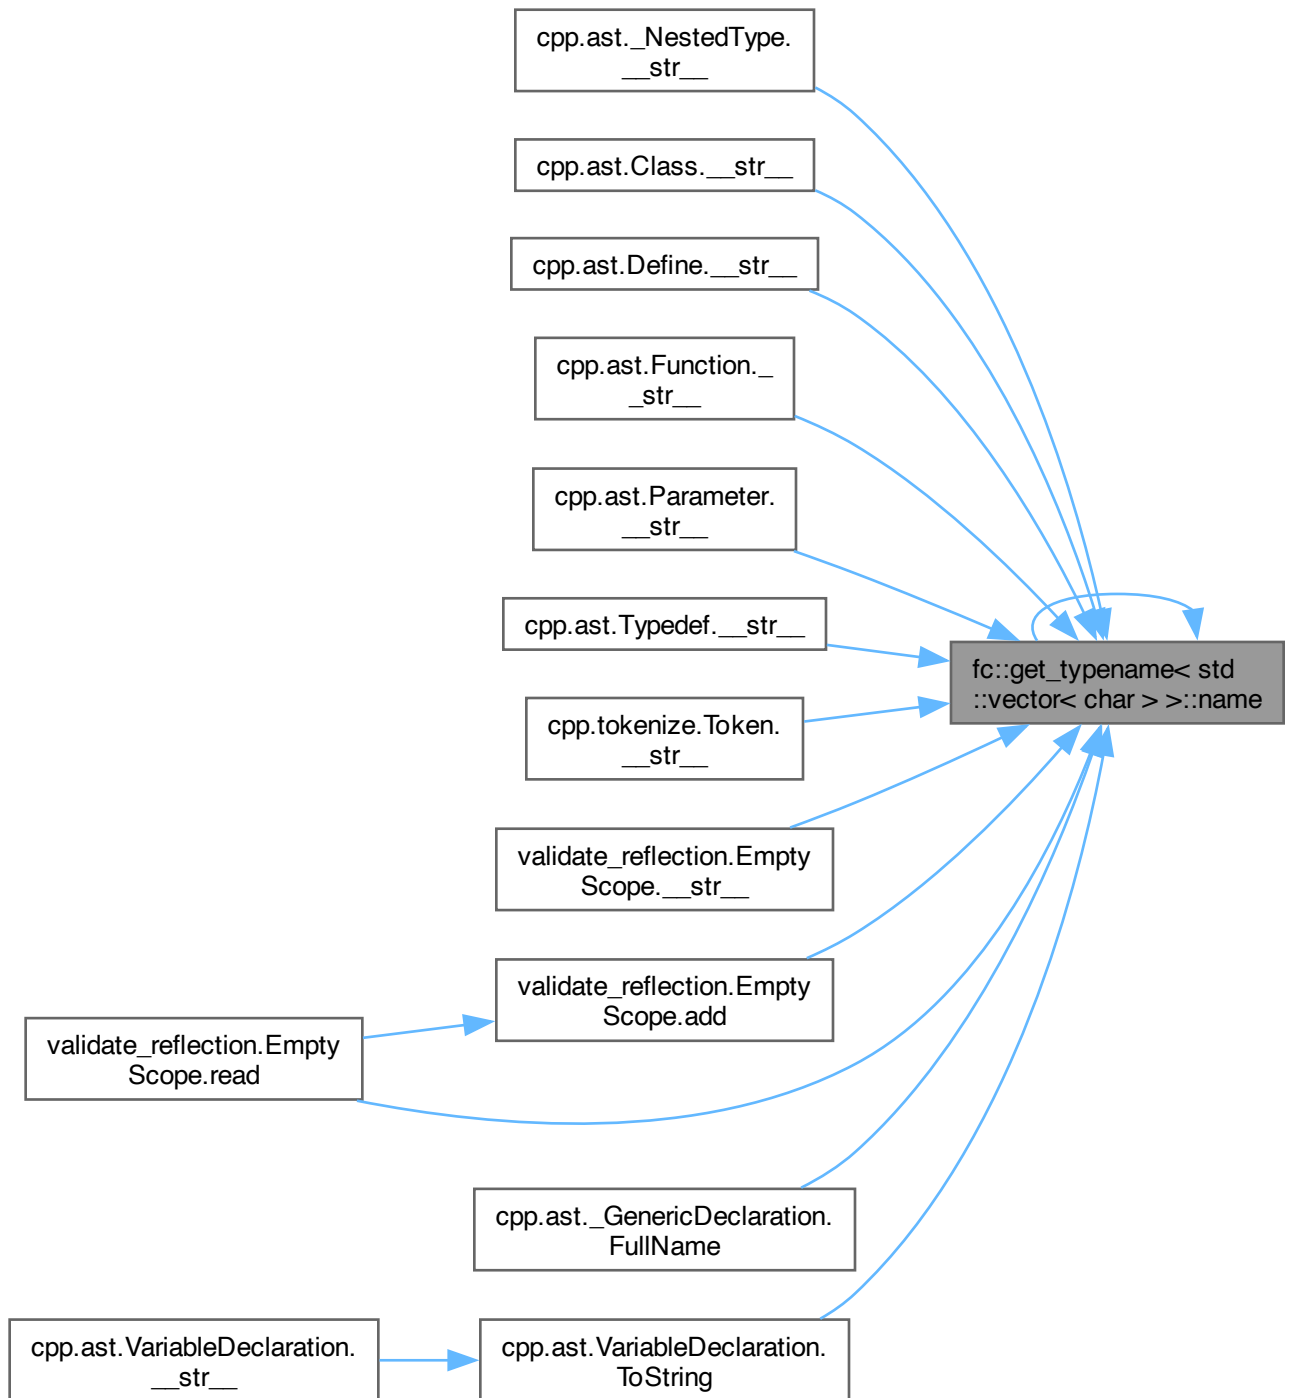 cpp.ast._NestedType.
__str__
cpp.ast.Class.__str__
cpp.ast.Define.__str__
cpp.ast.Function._
_str__
cpp.ast.Parameter.
__str__
cpp.ast.Typedef.__str__
fc::get_typename< std
::vector< char > >::name
cpp.tokenize.Token.
__str__
validate_reflection.Empty
Scope.__str__
validate_reflection.Empty
Scope.add
validate_reflection.Empty
Scope.read
cpp.ast._GenericDeclaration.
FullName
cpp.ast.VariableDeclaration.
__str__
cpp.ast.VariableDeclaration.
ToString